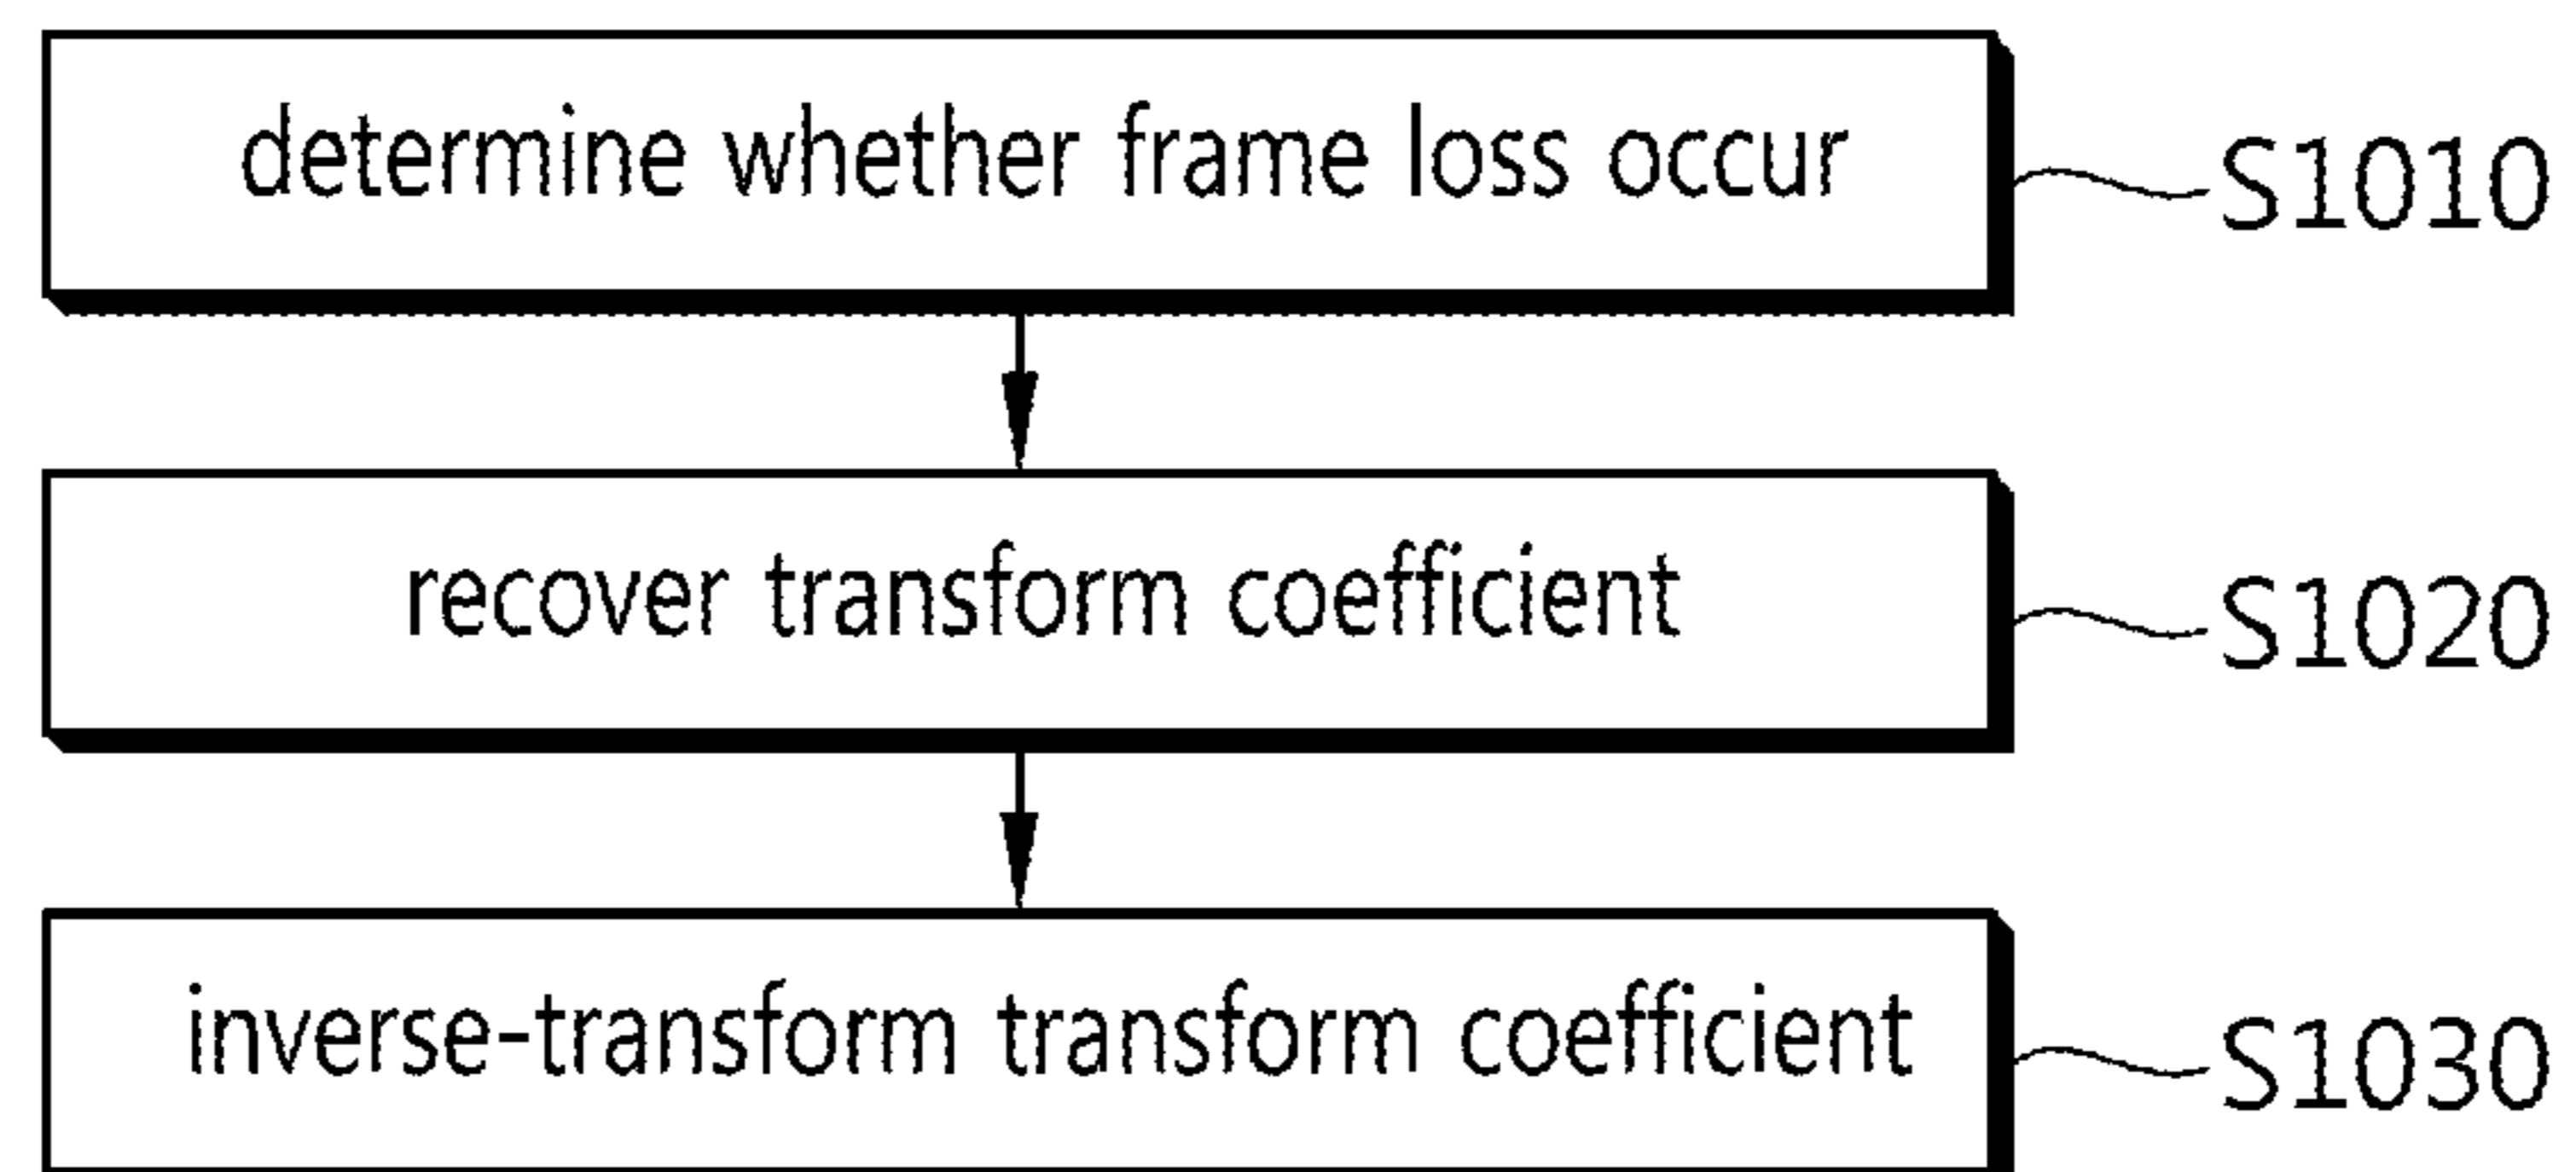 determine whether frame loss occur
S1010
recover transform coefficient
S1020
inverse-transform transform coefficient
S1030